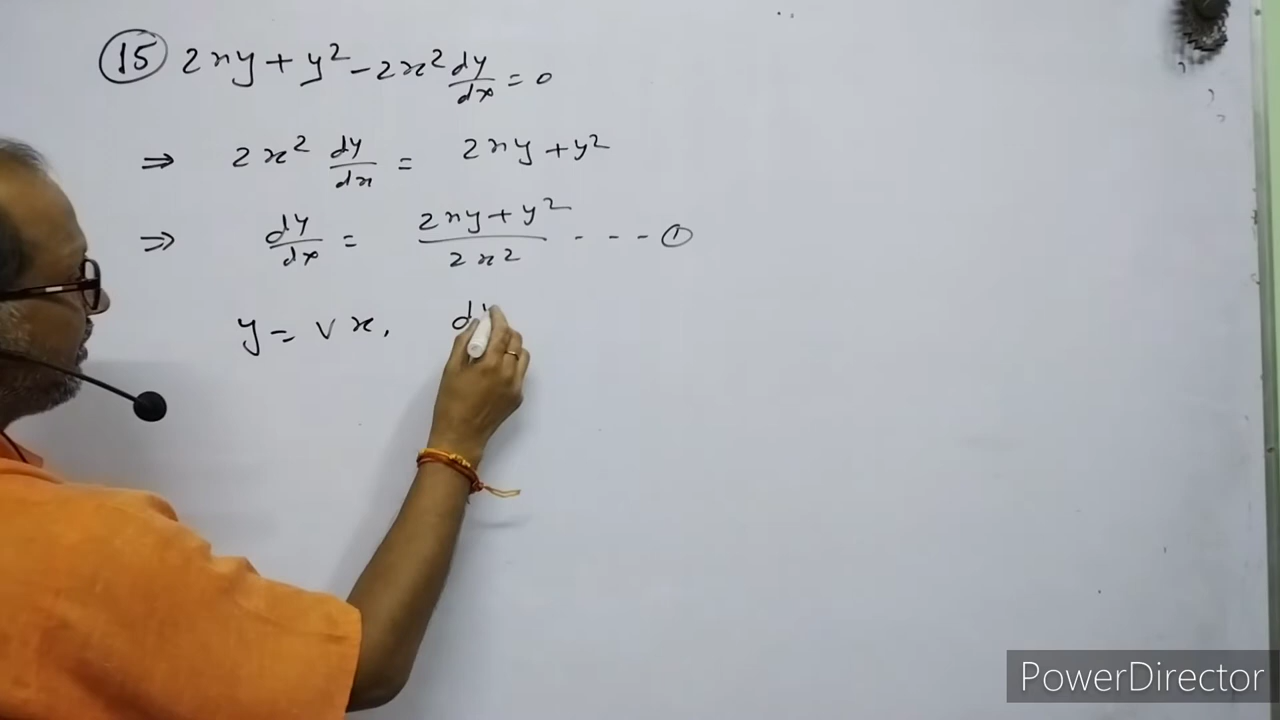 (15) 2xy + y² - 2x² dy/dx = 0
⇒ 2x² dy/dx = 2xy + y²
⇒ dy/dx = (2xy + y²)/(2x²) - - - - ①
y = vx, dy
PowerDirector